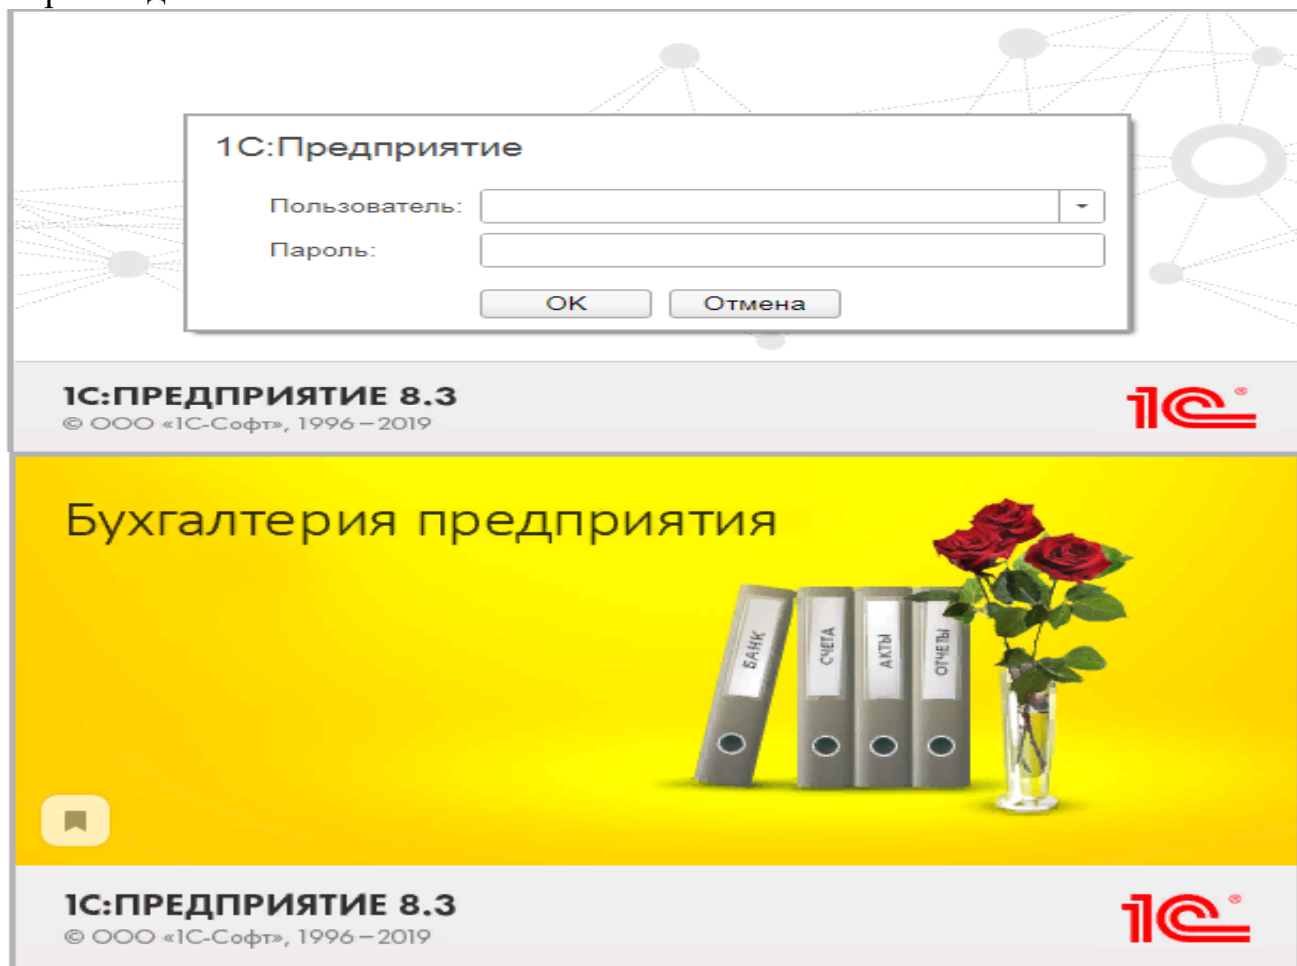 1С:Предприятие
Пользователь:
Пароль:
ОК Отмена
1С:ПРЕДПРИЯТИЕ 8.3
© ООО «1С-Софт», 1996–2019
1С®
Бухгалтерия предприятия
БАНК
СЧЕТА
АКТЫ
ОТЧЕТЫ
1С:ПРЕДПРИЯТИЕ 8.3
© ООО «1С-Софт», 1996–2019
1С®